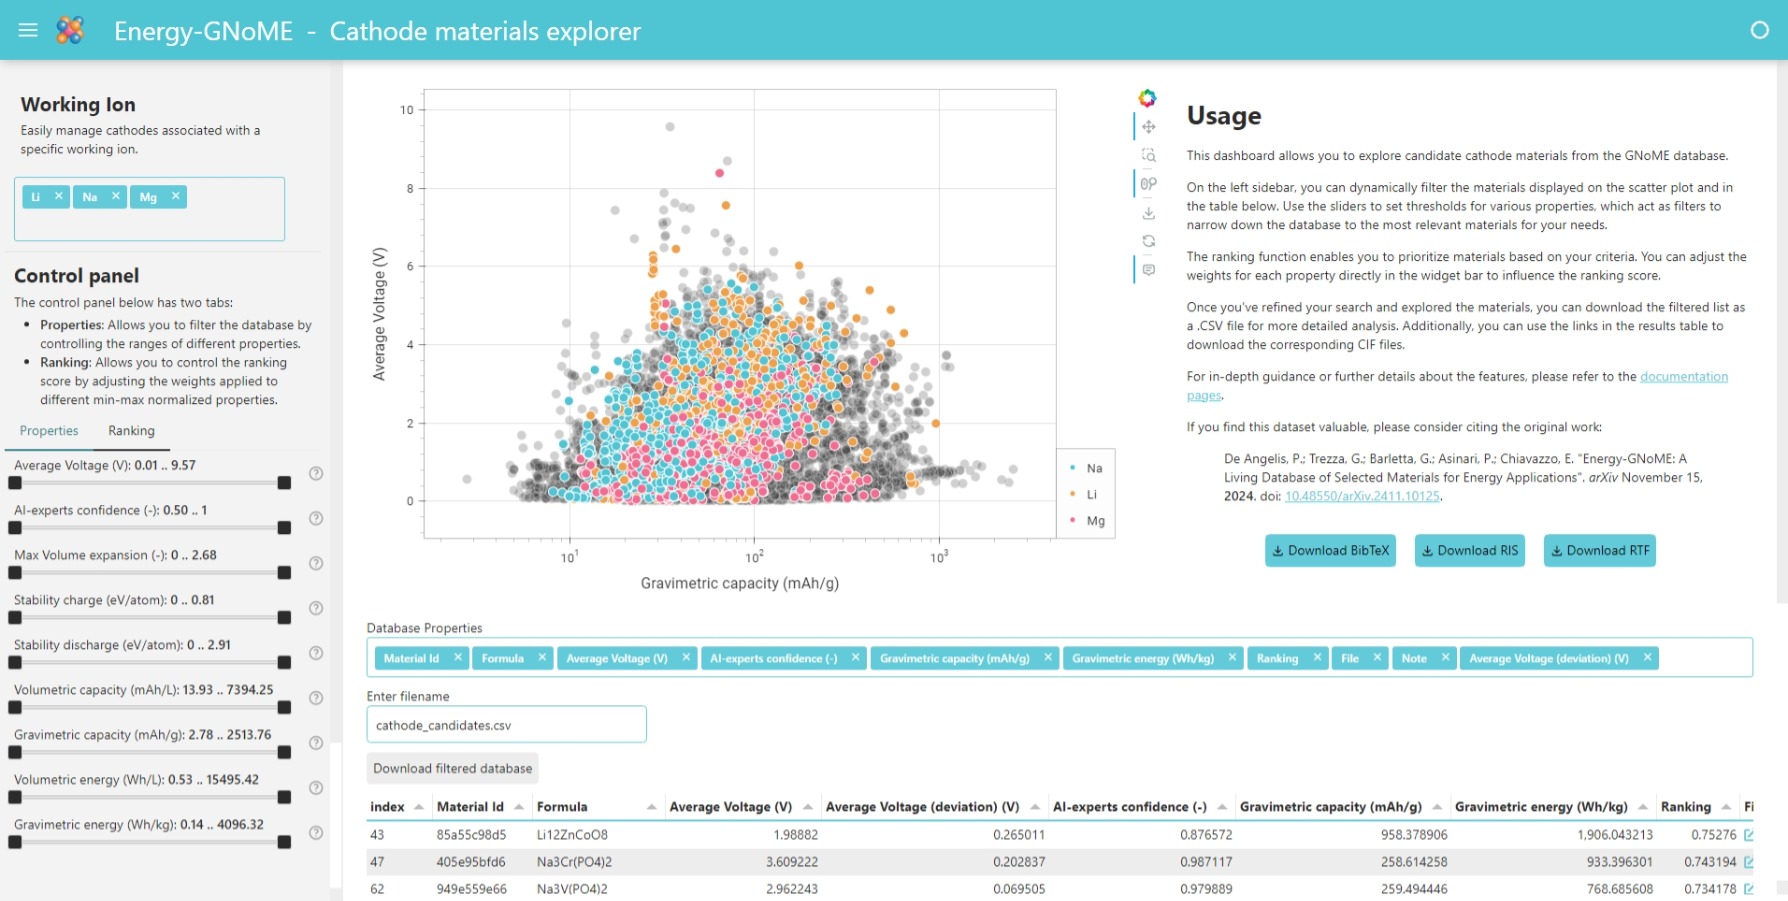 Energy-GNoME - Cathode materials explorer
Working Ion
Easily manage cathodes associated with a
specific working ion.
Li ✕ Na ✕ Mg ✕
Control panel
The control panel below has two tabs:
• Properties: Allows you to filter the database by
controlling the ranges of different properties.
• Ranking: Allows you to control the ranking
score by adjusting the weights applied to
different min-max normalized properties.
Properties Ranking
Average Voltage (V): 0.01 .. 9.57
AI-experts confidence (-): 0.50 .. 1
Max Volume expansion (-): 0 .. 2.68
Stability charge (eV/atom): 0 .. 0.81
Stability discharge (eV/atom): 0 .. 2.91
Volumetric capacity (mAh/L): 13.93 .. 7394.25
Gravimetric capacity (mAh/g): 2.78 .. 2513.76
Volumetric energy (Wh/L): 0.53 .. 15495.42
Gravimetric energy (Wh/kg): 0.14 .. 4096.32
Average Voltage (V)
10
8
6
4
2
0
10¹ 10² 10³
Gravimetric capacity (mAh/g)
Na
Li
Mg
Usage
This dashboard allows you to explore candidate cathode materials from the GNoME database.
On the left sidebar, you can dynamically filter the materials displayed on the scatter plot and in
the table below. Use the sliders to set thresholds for various properties, which act as filters to
narrow down the database to the most relevant materials for your needs.
The ranking function enables you to prioritize materials based on your criteria. You can adjust the
weights for each property directly in the widget bar to influence the ranking score.
Once you've refined your search and explored the materials, you can download the filtered list as
a .CSV file for more detailed analysis. Additionally, you can use the links in the results table to
download the corresponding CIF files.
For in-depth guidance or further details about the features, please refer to the documentation
pages.
If you find this dataset valuable, please consider citing the original work:
De Angelis, P.; Trezza, G.; Barletta, G.; Asinari, P.; Chiavazzo, E. "Energy-GNoME: A
Living Database of Selected Materials for Energy Applications". arXiv November 15,
2024. doi: 10.48550/arXiv.2411.10125.
Download BibTeX Download RIS Download RTF
Database Properties
Material Id ✕ Formula ✕ Average Voltage (V) ✕ AI-experts confidence (-) ✕ Gravimetric capacity (mAh/g) ✕ Gravimetric energy (Wh/kg) ✕ Ranking ✕ File ✕ Note ✕ Average Voltage (deviation) (V) ✕
Enter filename
cathode_candidates.csv
Download filtered database
index Material Id Formula Average Voltage (V) Average Voltage (deviation) (V) AI-experts confidence (-) Gravimetric capacity (mAh/g) Gravimetric energy (Wh/kg) Ranking Fi
43 85a55c98d5 Li12ZnCoO8 1.98882 0.265011 0.876572 958.378906 1,906.043213 0.75276
47 405e95bfd6 Na3Cr(PO4)2 3.609222 0.202837 0.987117 258.614258 933.396301 0.743194
62 949e559e66 Na3V(PO4)2 2.962243 0.069505 0.979889 259.494446 768.685608 0.734178